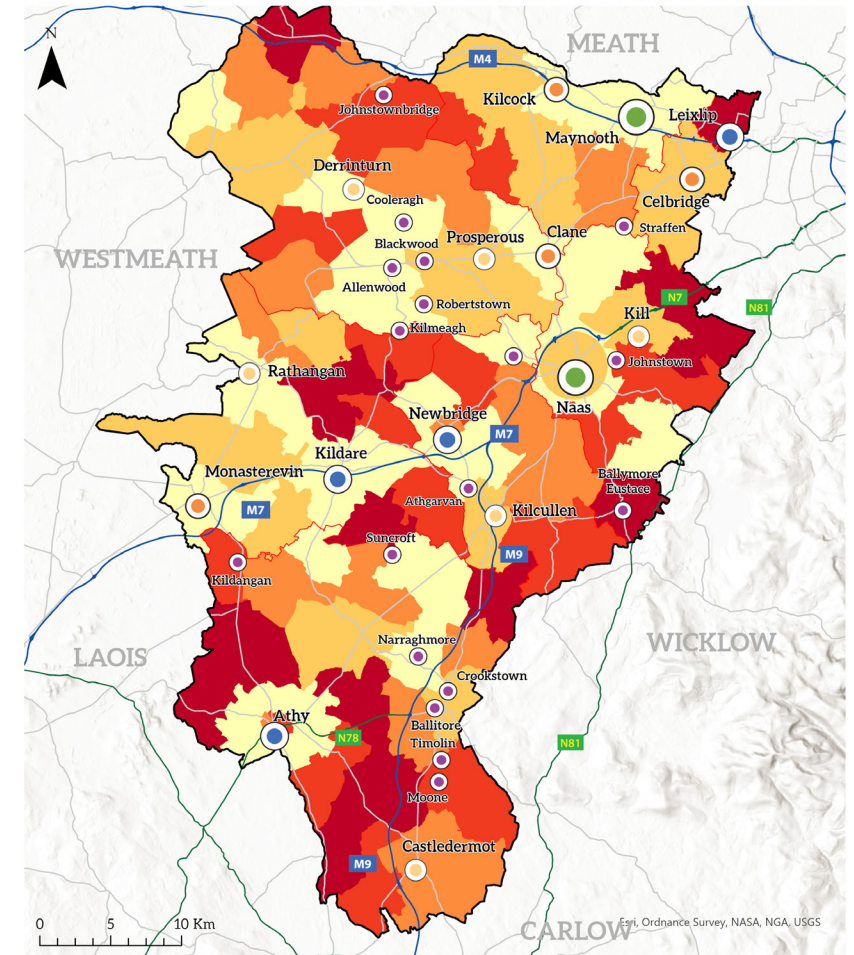 N
MEATH
M4
Kilcock
Johnstownbridge
Leixlip
Maynooth
Derrinturn
Celbridge
Cooleragh
Straffen
Clane
Prosperous
Blackwood
WESTMEATH
Allenwood
N7
N81
Robertstown
Kill
Kilmeagh
Johnstown
Rathangan
Naas
Newbridge
M7
Kildare
Monasterevin
Ballymore
Eustace
Athgarvan
M7
Kilcullen
Suncroft
M9
Kildangan
Narraghmore
WICKLOW
LAOIS
Crookstown
Athy
Ballitore
N78
Timolin
N81
Moone
Castledermot
M9
0 5 10 Km
CARLOW
Esri, Ordnance Survey, NASA, NGA, USGS